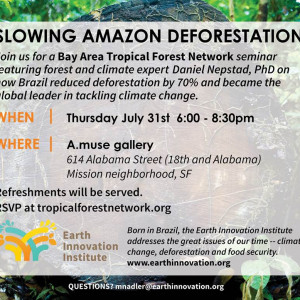 SLOWING AMAZON DEFORESTATION
Join us for a Bay Area Tropical Forest Network seminar
featuring forest and climate expert Daniel Nepstad, PhD on
how Brazil reduced deforestation by 70% and became the
global leader in tackling climate change.
WHEN | Thursday July 31st 6:00 - 8:30pm
WHERE | A.muse gallery
614 Alabama Street (18th and Alabama)
Mission neighborhood, SF
Refreshments will be served.
RSVP at tropicalforestnetwork.org
Earth
Innovation
Institute
Born in Brazil, the Earth Innovation Institute
addresses the great issues of our time -- climat
change, deforestation and food security.
www.earthinnovation.org
QUESTIONS? mnadler@earthinnovation.org